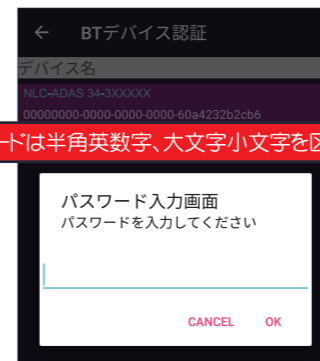 ← BTデバイス認証
デバイス名
NLC-ADAS 34-3XXXXX
00000000-0000-0000-0000-60a4232b2cb6
ードは半角英数字、大文字小文字を区
パスワード入力画面
パスワードを入力してください
CANCEL OK